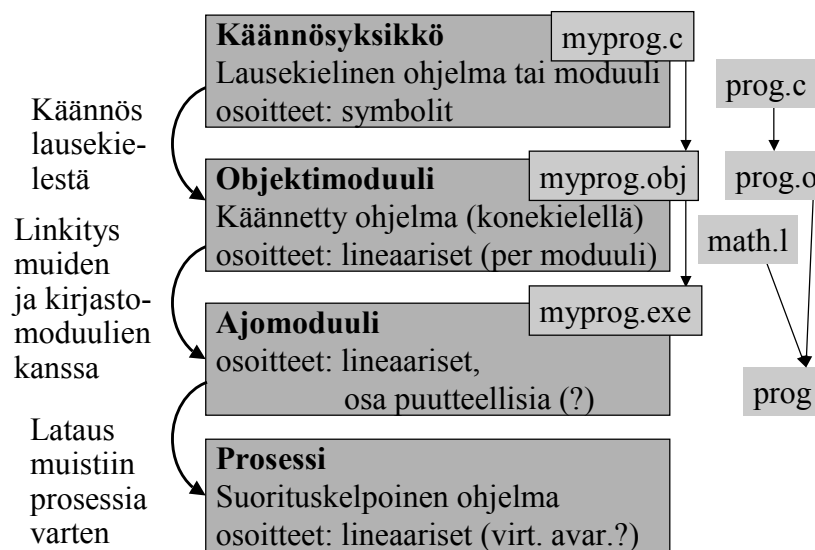 Käännösyksikkö
myprog.c
Lausekielinen ohjelma tai moduuli
osoitteet: symbolit
Käännös
lausekie-
lestä
Objektimoduuli
myprog.obj
Käännetty ohjelma (konekielellä)
osoitteet: lineaariset (per moduuli)
Linkitys
muiden
ja kirjasto-
moduulien
kanssa
Ajomoduuli
myprog.exe
osoitteet: lineaariset,
osa puutteellisia (?)
Lataus
muistiin
prosessia
varten
Prosessi
Suorituskelpoinen ohjelma
osoitteet: lineaariset (virt. avar.?)
prog.c
prog.o
math.l
prog